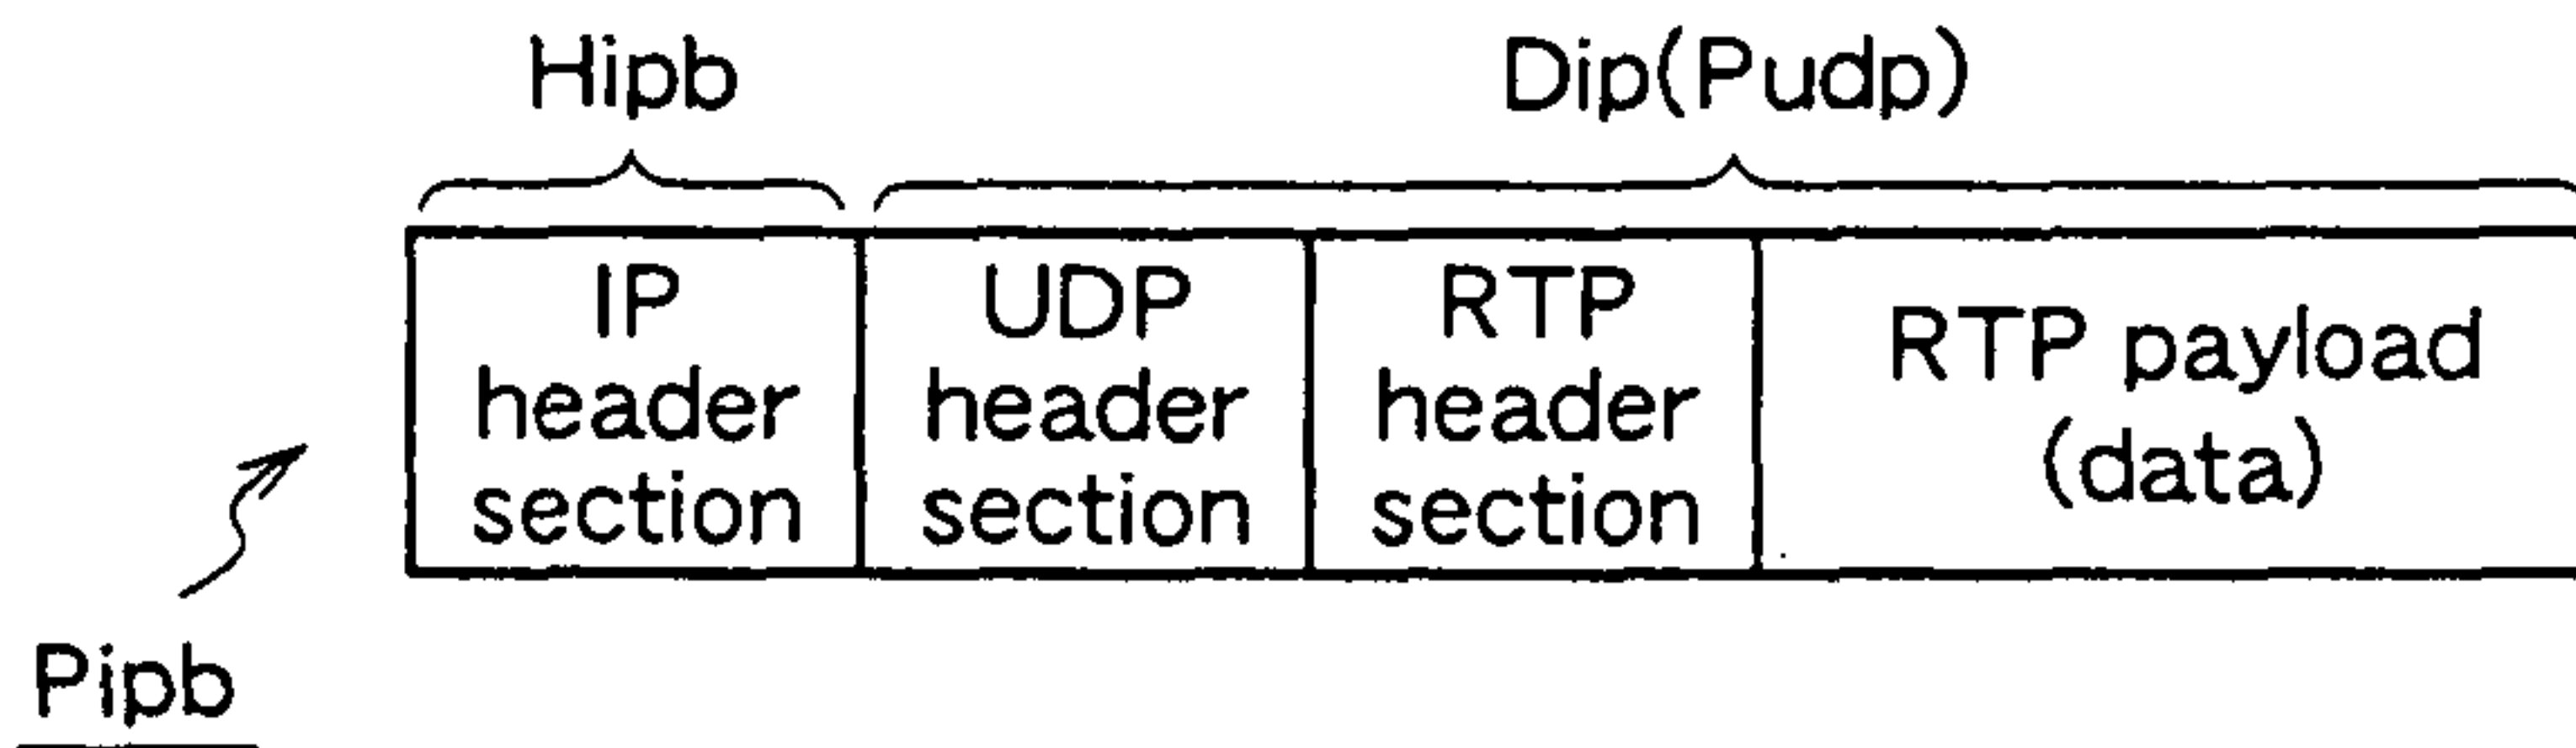 Hipb
Dip(Pudp)
IP
header
section
UDP
header
section
RTP
header
section
RTP payload
(data)
Pipb